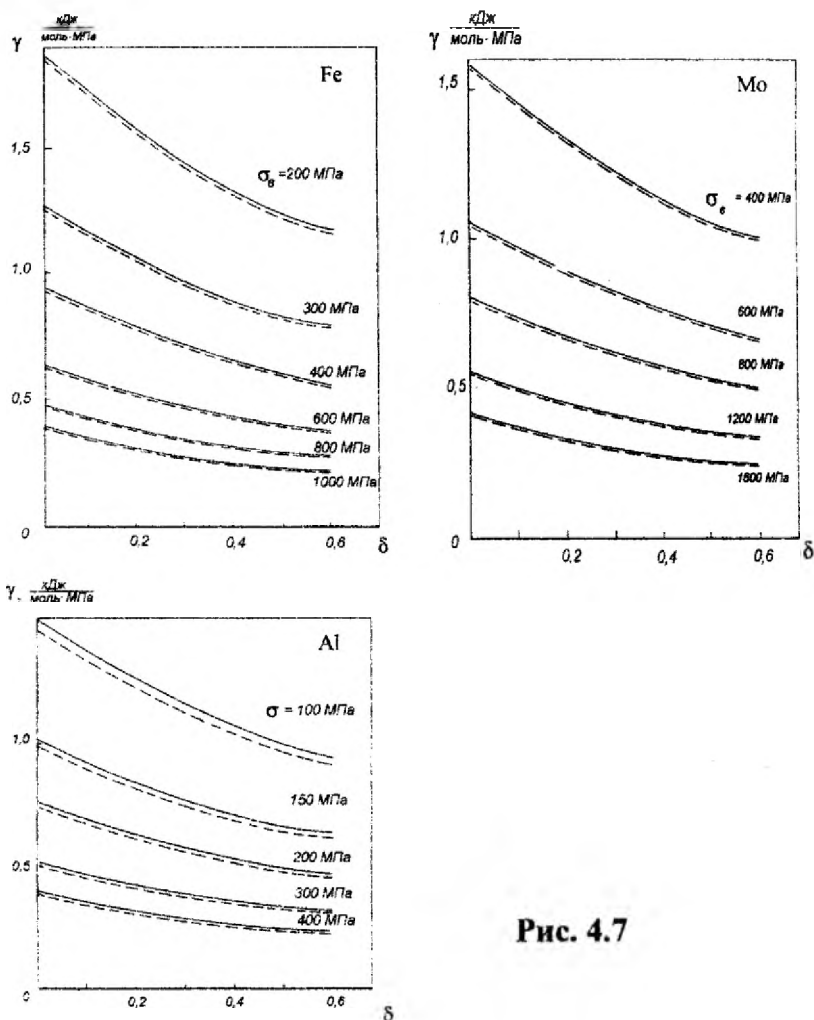 γ кДж/моль·МПа
Fe
1,5
1,0
0,5
0
σв =200 МПа
300 МПа
400 МПа
600 МПа
800 МПа
1000 МПа
0,2 0,4 0,6 δ
γ кДж/моль·МПа
Mo
1,5
1,0
0,5
0
σв = 400 МПа
600 МПа
800 МПа
1200 МПа
1600 МПа
0,2 0,4 0,6 δ
γ, кДж/моль·МПа
Al
1,0
0,5
0
σ = 100 МПа
150 МПа
200 МПа
300 МПа
400 МПа
0,2 0,4 0,6 δ
Рис. 4.7